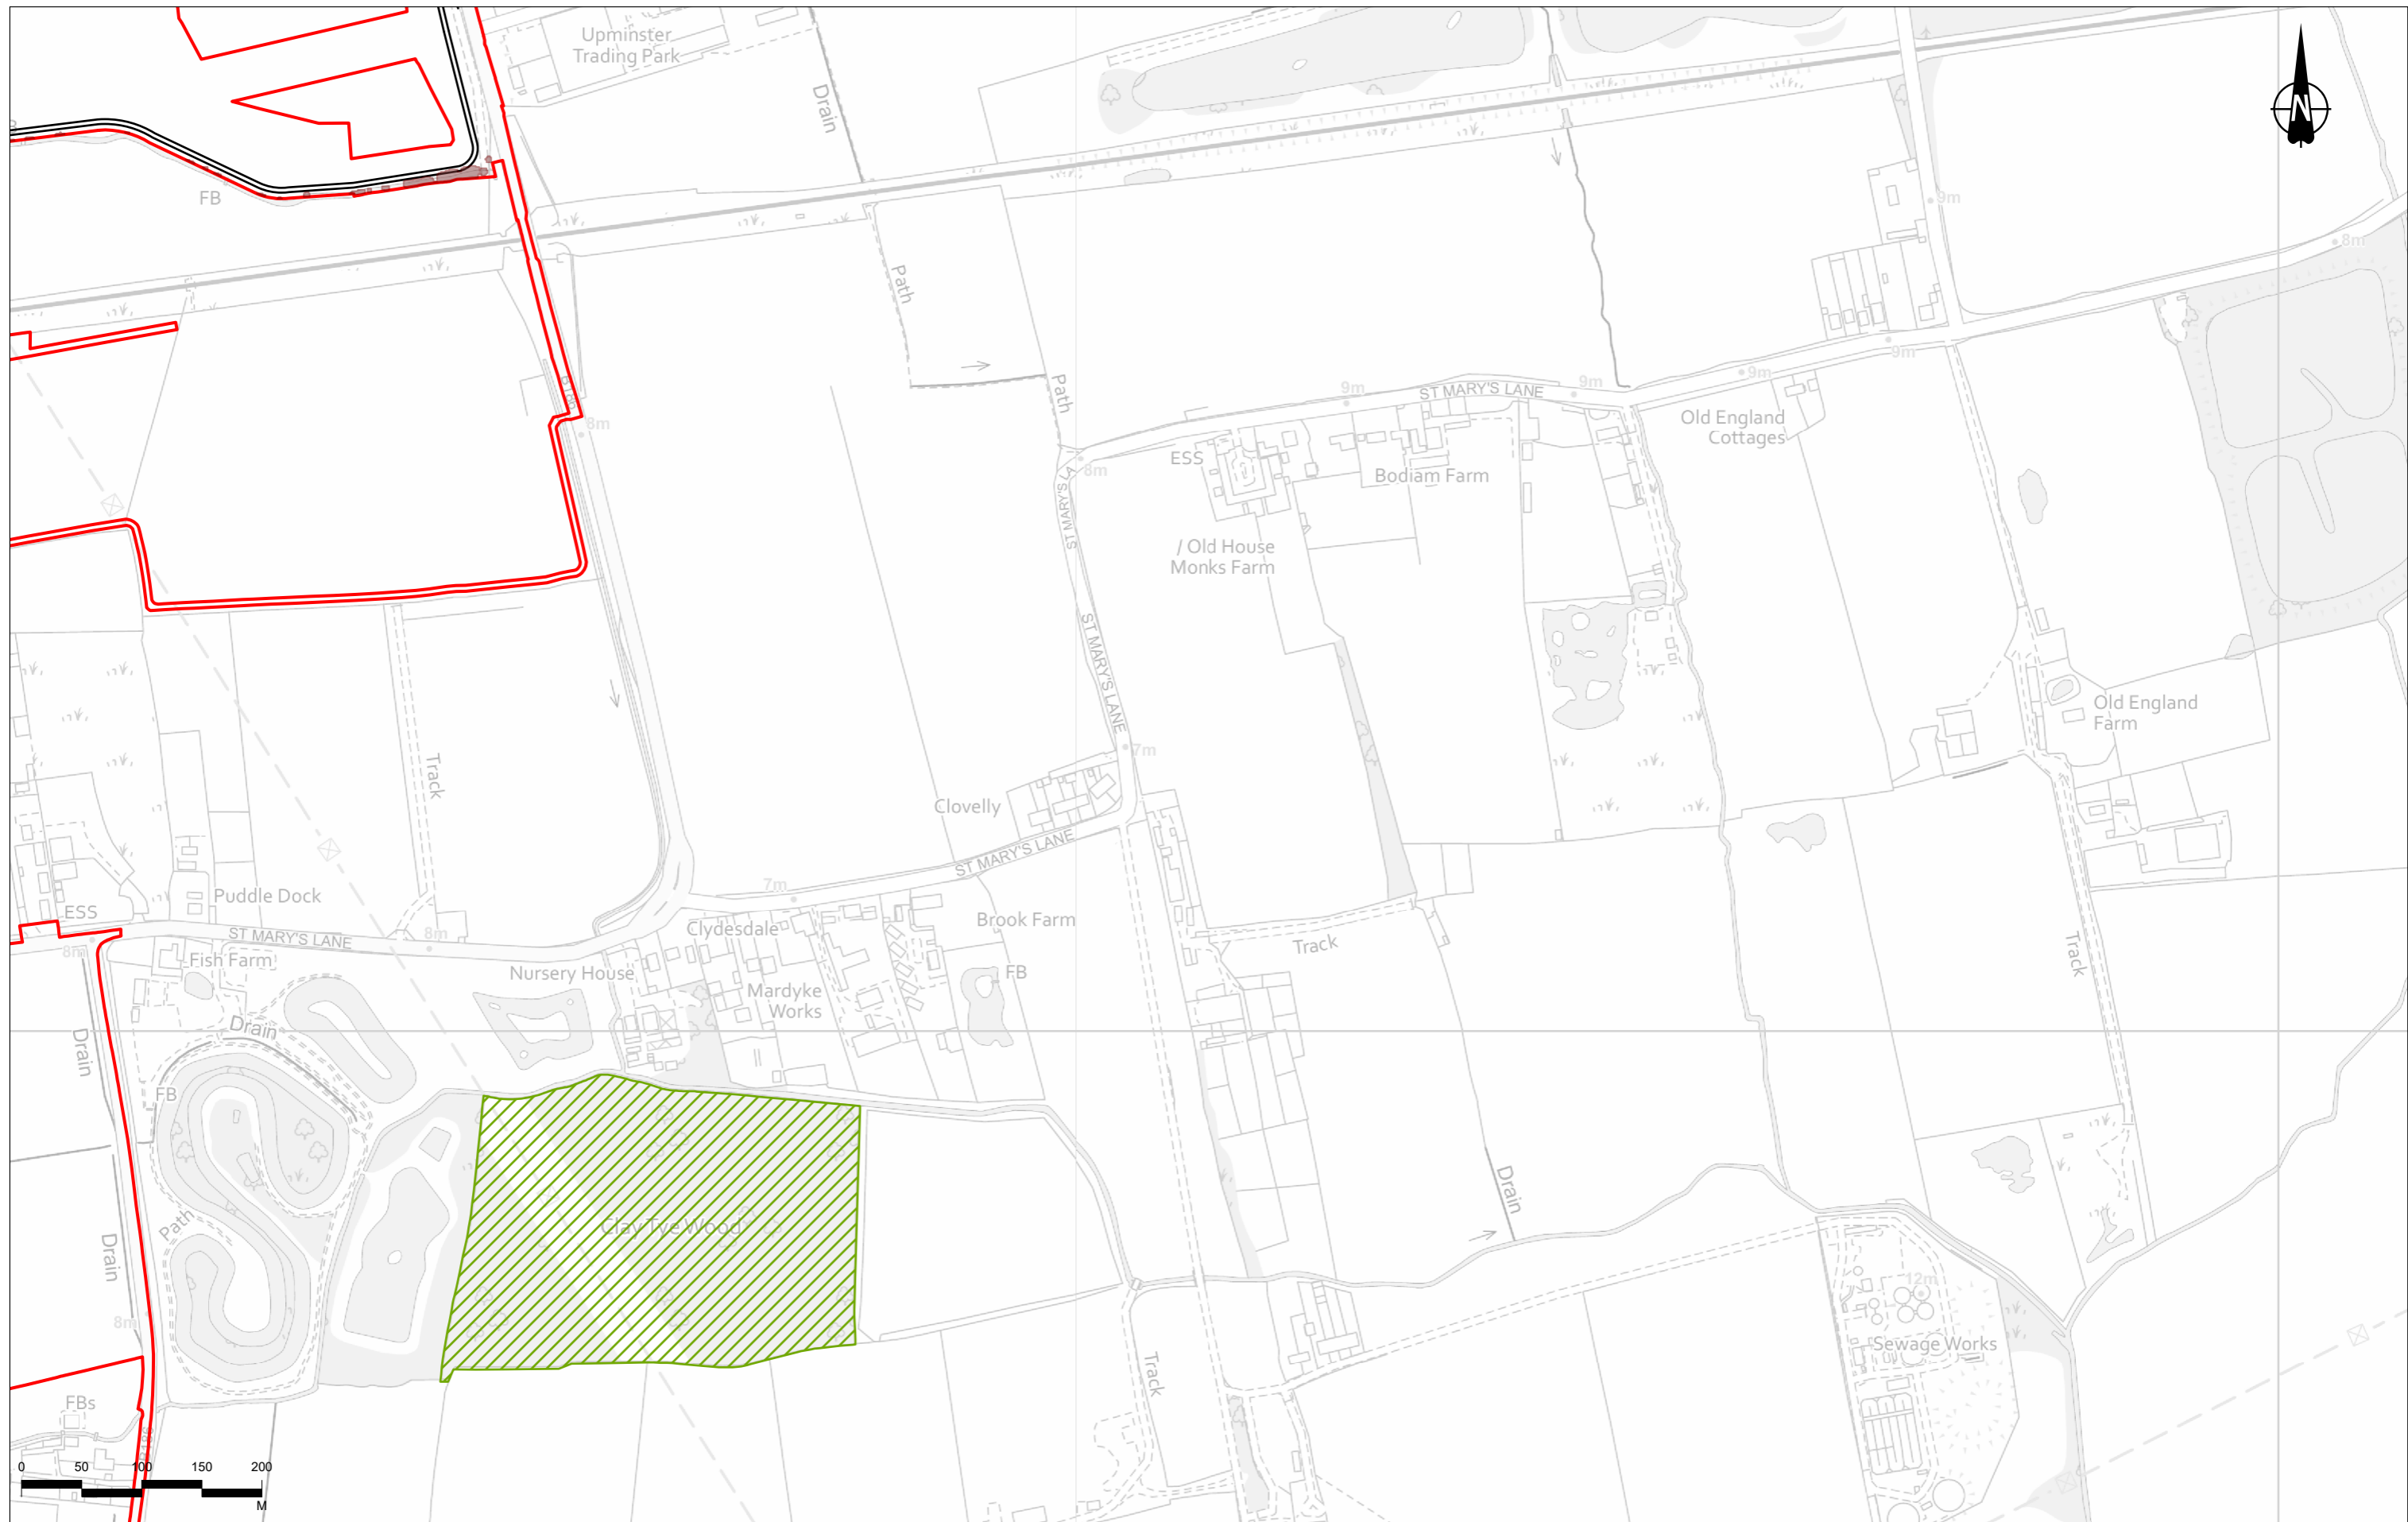 Upminster
Trading Park
Drain
N
FB
9m
8m
Path
Path
8m
9m
ST MARY'S LANE
9m
9m
9m
Old England
Cottages
8m
ST MARY'S LA
ESS
Bodiam Farm
/ Old House
Monks Farm
ST MARY'S LANE
Old England
Farm
7m
Track
Clovelly
ST MARY'S LANE
7m
Puddle Dock
ESS
ST MARY'S LANE
8m
8m
Fish Farm
Clydesdale
Brook Farm
Nursery House
Mardyke
Works
FB
Track
Track
Drain
Drain
FB
Path
Drain
Clay Tye Wood
Drain
8m
12m
Sewage Works
Track
FBs
0 50 100 150 200
M